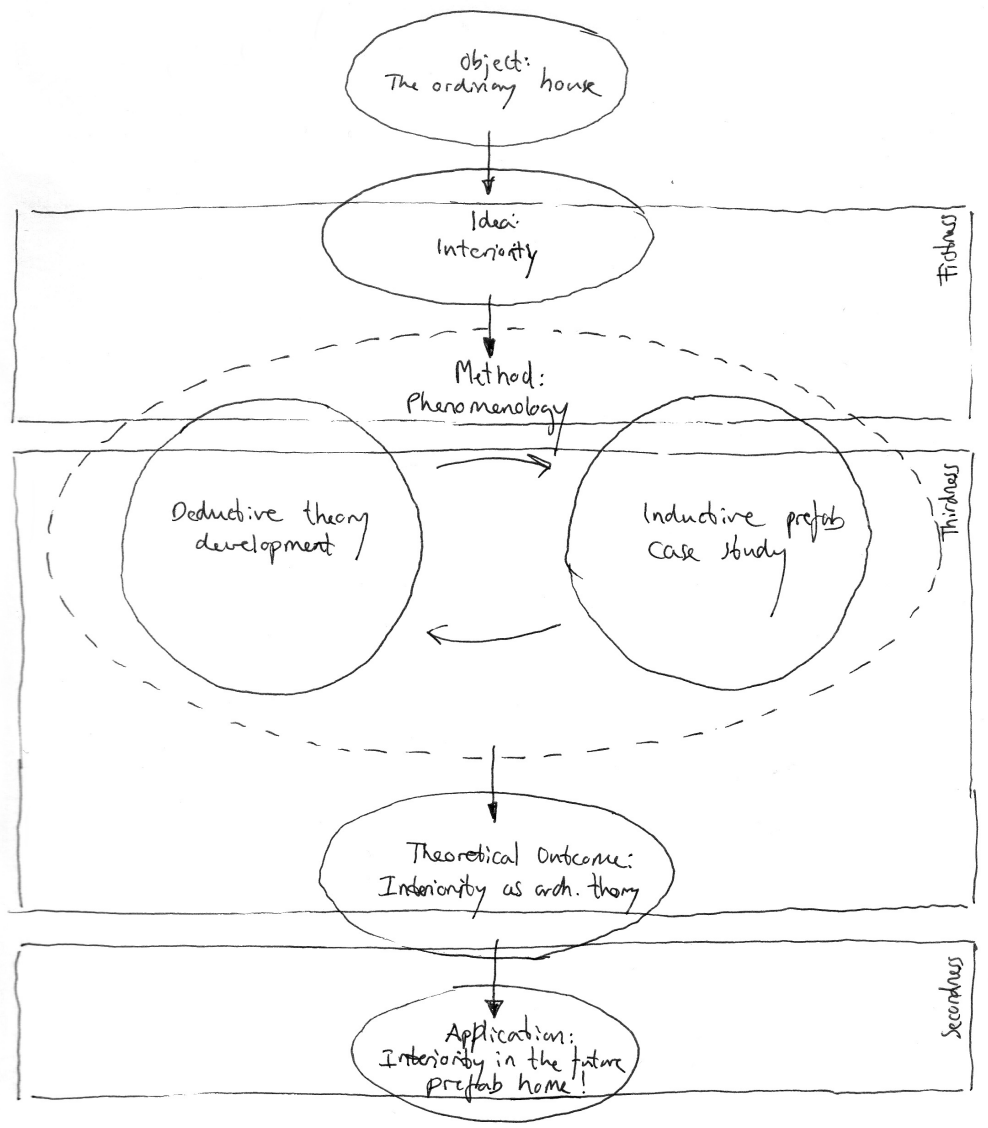 Object:
The ordinary house
Idea:
Interiority
Firstness
Method:
Phenomenology
Deductive theory
development
Inductive prefab
case study
Thirdness
Theoretical Outcome:
Interiority as arch. theory
Application:
Interiority in the future
prefab home!
Secondness